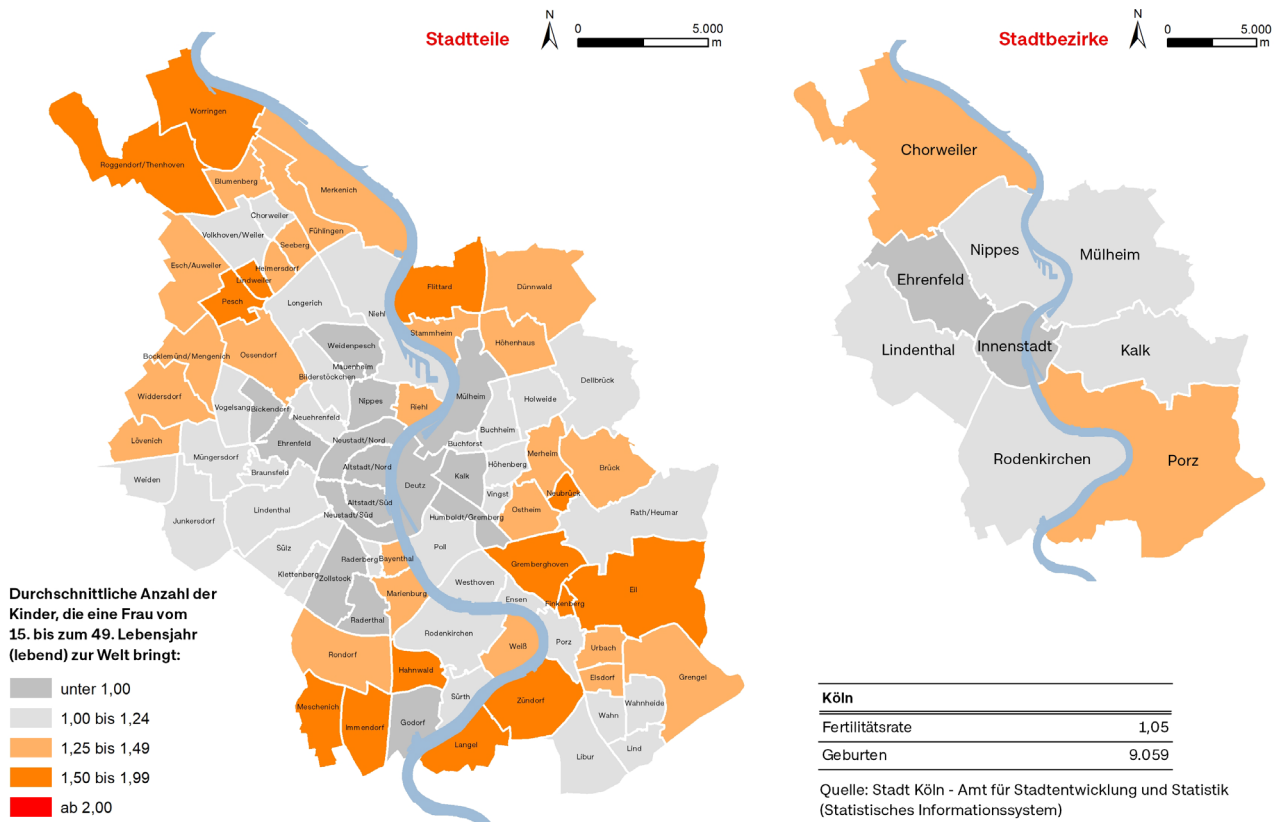 Stadtteile
N
0 5.000
m
Stadtbezirke
N
0 5.000
m
Worringen
Roggendorf/Thenhoven
Blumenberg
Merkenich
Chorweiler
Volkhoven/Weiler
Fühlingen
Seeberg
Esch/Auweiler
Heimersdorf
Lindweiler
Pesch
Longerich
Niehl
Flittard
Dünnwald
Stammheim
Höhenhaus
Weidenpesch
Bocklemünd/Mengenich
Ossendorf
Mauenheim
Bilderstöckchen
Dellbrück
Widdersdorf
Nippes
Riehl
Mülheim
Holweide
Vogelsang
Bickendorf
Neuehrenfeld
Buchheim
Lövenich
Ehrenfeld
Neustadt/Nord
Buchforst
Müngersdorf
Merheim
Altstadt/Nord
Höhenberg
Brück
Braunsfeld
Weiden
Kalk
Deutz
Vingst
Neubrück
Altstadt/Süd
Lindenthal
Neustadt/Süd
Humboldt/Gremberg
Ostheim
Rath/Heumar
Junkersdorf
Sülz
Poll
Raderberg
Bayenthal
Gremberghoven
Klettenberg
Zollstock
Westhoven
Eil
Marienburg
Ensen
Finkenberg
Raderthal
Rodenkirchen
Weiß
Porz
Urbach
Rondorf
Hahnwald
Elsdorf
Grengel
Sürth
Zündorf
Wahnheide
Meschenich
Wahn
Immendorf
Godorf
Langel
Lind
Libur
Chorweiler
Nippes
Mülheim
Ehrenfeld
Lindenthal
Innenstadt
Kalk
Rodenkirchen
Porz
Durchschnittliche Anzahl der
Kinder, die eine Frau vom
15. bis zum 49. Lebensjahr
(lebend) zur Welt bringt:
unter 1,00
1,00 bis 1,24
1,25 bis 1,49
1,50 bis 1,99
ab 2,00
Köln
Fertilitätsrate 1,05
Geburten 9.059
Quelle: Stadt Köln - Amt für Stadtentwicklung und Statistik
(Statistisches Informationssystem)